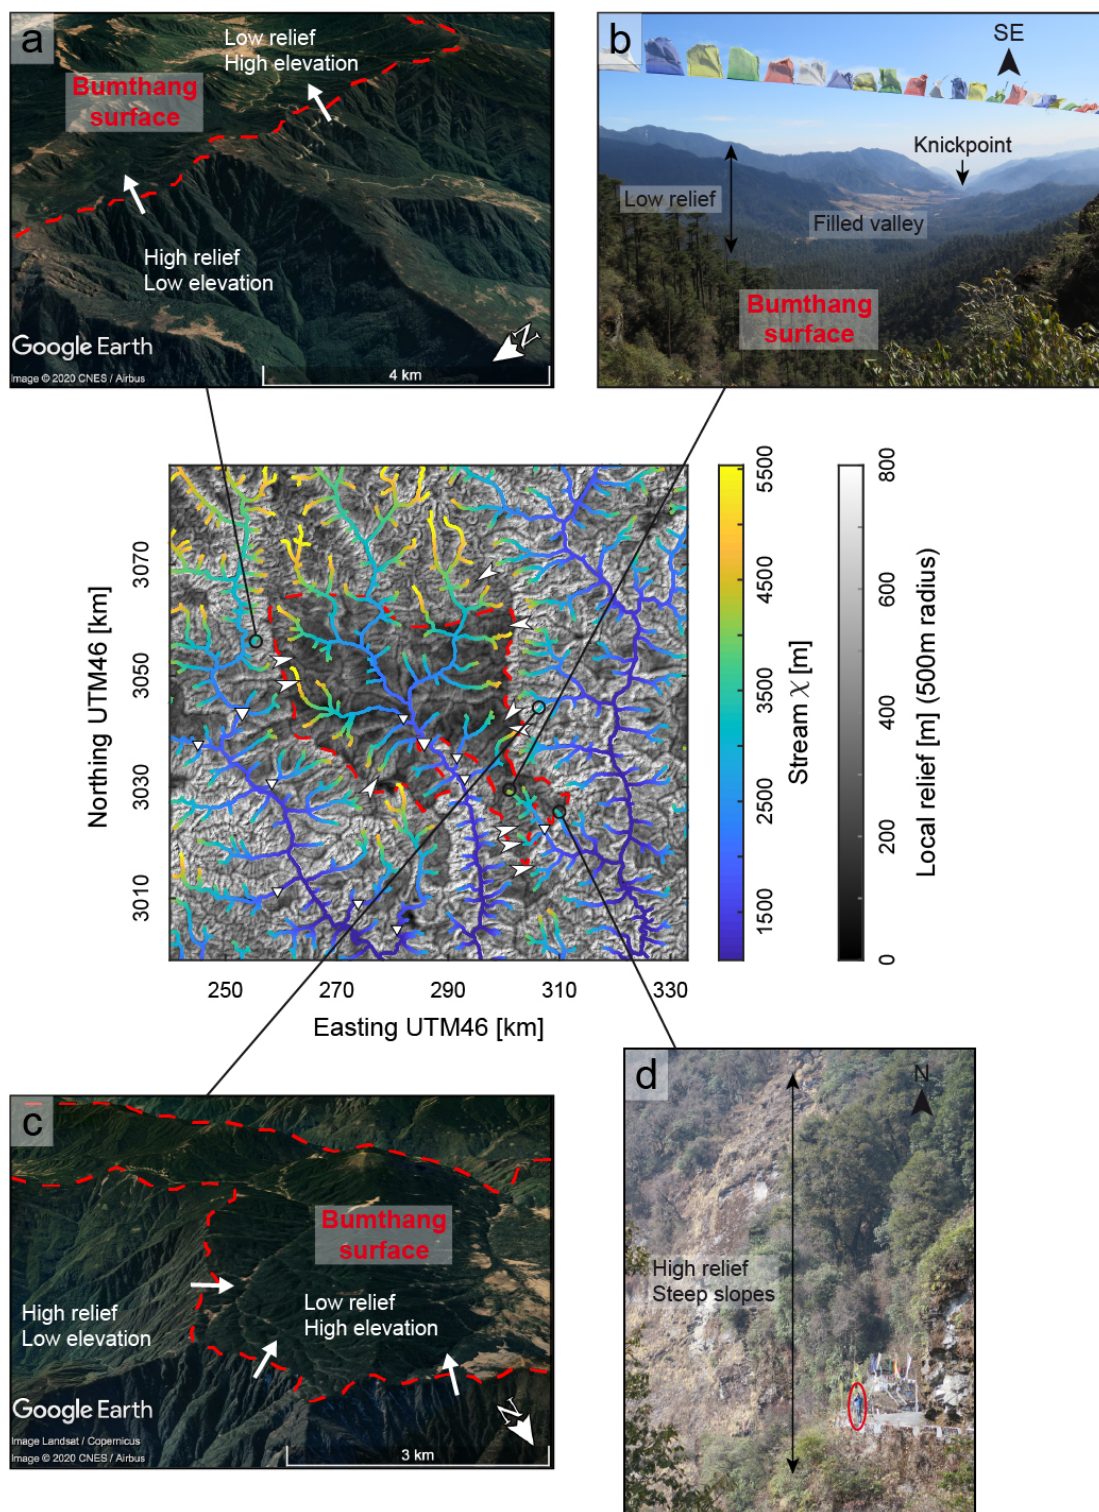 a
Low relief
High elevation
Bumthang
surface
High relief
Low elevation
Google Earth
Image © 2020 CNES / Airbus
4 km
N
b
SE
Knickpoint
Low relief
Filled valley
Bumthang
surface
Northing UTM46 [km]
3070
3050
3030
3010
250
270
290
310
330
Easting UTM46 [km]
5500
4500
3500
2500
1500
Stream χ [m]
800
600
400
200
0
Local relief [m] (500m radius)
c
Bumthang
surface
High relief
Low elevation
Low relief
High elevation
Google Earth
Image Landsat / Copernicus
Image © 2020 CNES / Airbus
3 km
N
d
N
High relief
Steep slopes